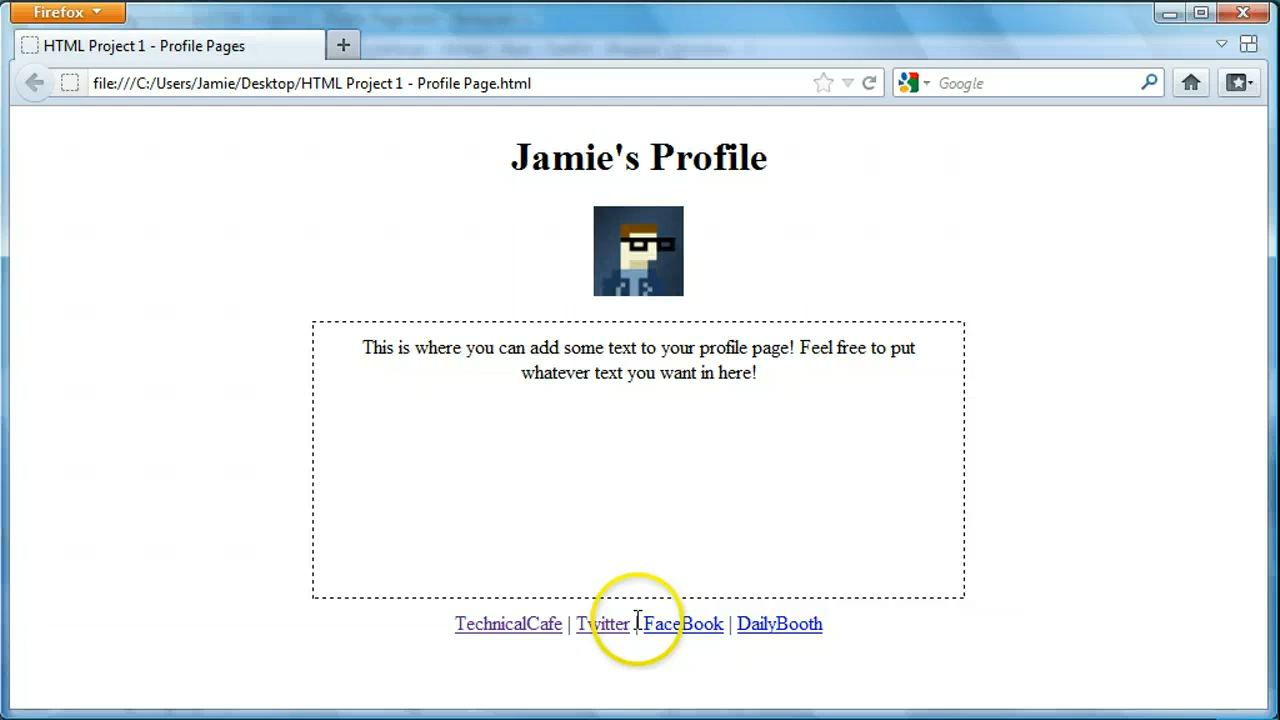 Firefox
HTML Project 1 - Profile Pages
file:///C:/Users/Jamie/Desktop/HTML Project 1 - Profile Page.html
Google
Jamie's Profile
This is where you can add some text to your profile page! Feel free to put
whatever text you want in here!
TechnicalCafe | Twitter | FaceBook | DailyBooth